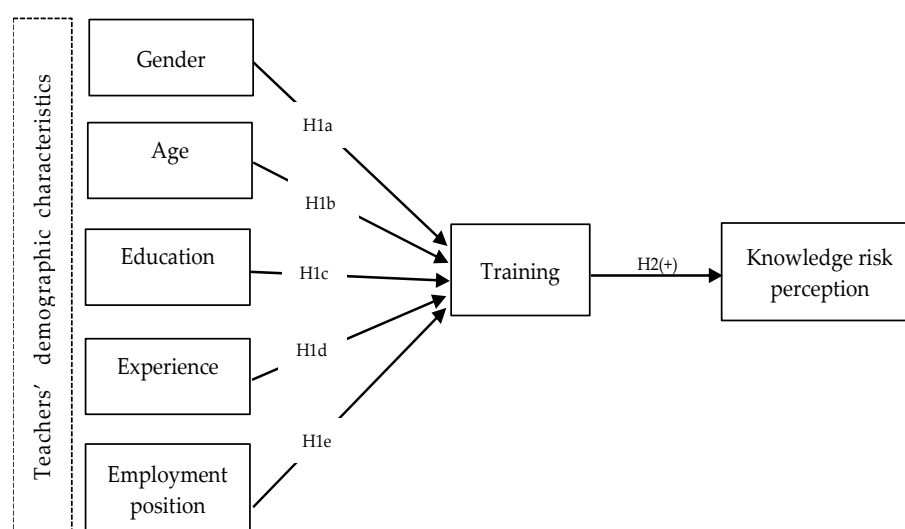 Teachers' demographic characteristics
Gender
H1a
Age
H1b
Education
H1c
Experience
H1d
Employment
position
H1e
Training
H2(+)
Knowledge risk
perception